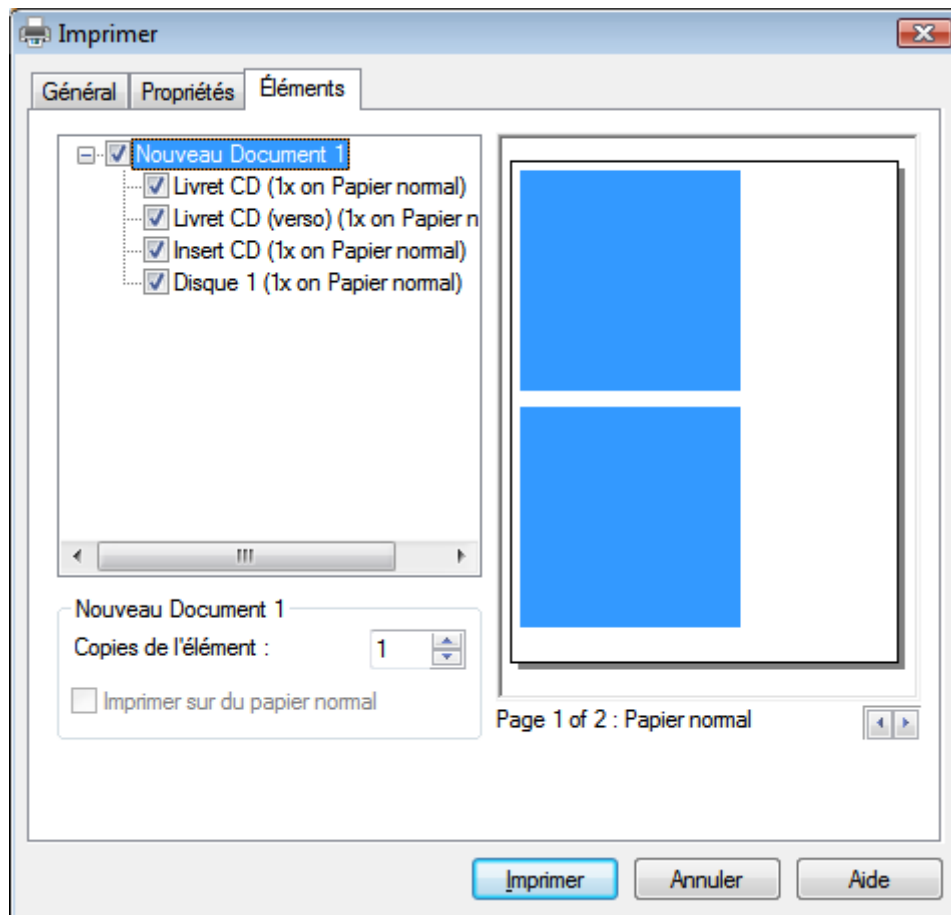 Imprimer
Général Propriétés Éléments
Nouveau Document 1
Livret CD (1x on Papier normal)
Livret CD (verso) (1x on Papier n
Insert CD (1x on Papier normal)
Disque 1 (1x on Papier normal)
Nouveau Document 1
Copies de l'élément : 1
Imprimer sur du papier normal
Page 1 of 2 : Papier normal
Imprimer Annuler Aide